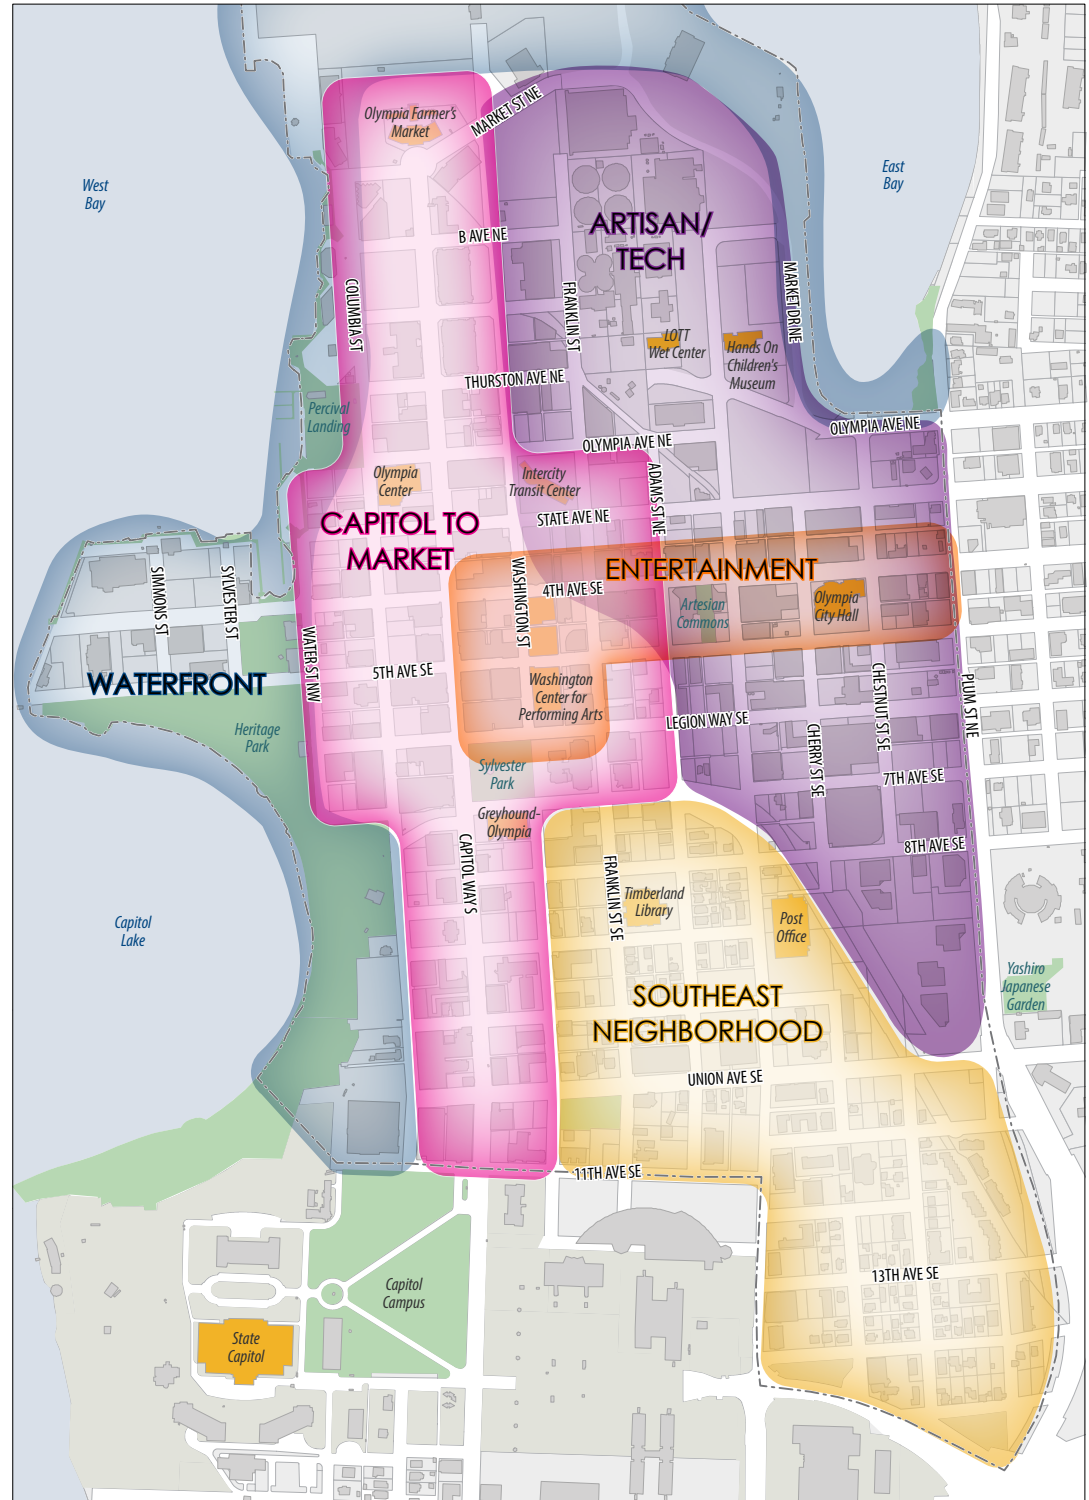 Olympia Farmer's
Market
MARKET ST NE
West
Bay
East
Bay
ARTISAN/
TECH
B AVE NE
COLUMBIA ST
FRANKLIN ST
MARKET DR NE
LOTT
Wet Center
Hands On
Children's
Museum
THURSTON AVE NE
Percival
Landing
OLYMPIA AVE NE
OLYMPIA AVE NE
Olympia
Center
Intercity
Transit Center
ADAMS ST NE
STATE AVE NE
CAPITOL TO
MARKET
ENTERTAINMENT
SIMMONS ST
SYLVESTER ST
WASHINGTON ST
4TH AVE SE
Artesian
Commons
Olympia
City Hall
WATER ST NW
5TH AVE SE
WATERFRONT
Washington
Center for
Performing Arts
LEGION WAY SE
CHESTNUT ST SE
PLUM ST NE
Heritage
Park
CHERRY ST SE
Sylvester
Park
7TH AVE SE
Greyhound-
Olympia
8TH AVE SE
CAPITOL WAY S
FRANKLIN ST SE
Timberland
Library
Post
Office
Capitol
Lake
Yashiro
Japanese
Garden
SOUTHEAST
NEIGHBORHOOD
UNION AVE SE
11TH AVE SE
13TH AVE SE
Capitol
Campus
State
Capitol